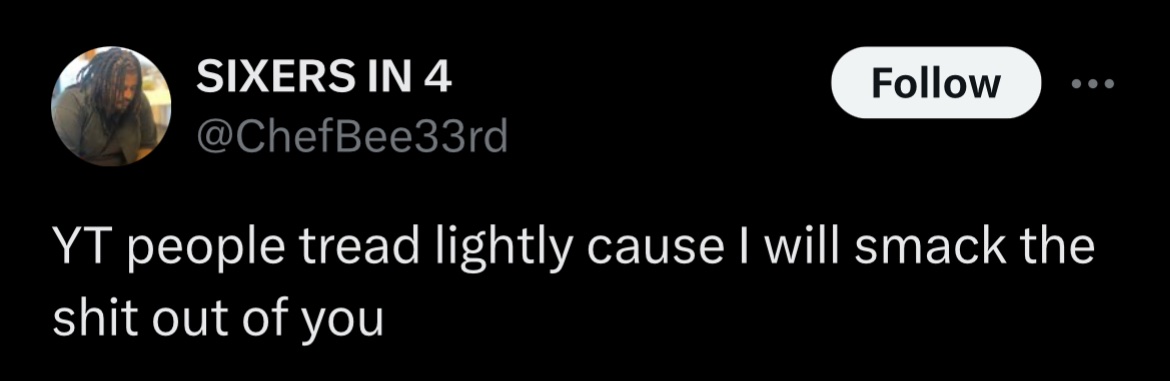 SIXERS IN 4
Follow
@ChefBee33rd
YT people tread lightly cause I will smack the
shit out of you